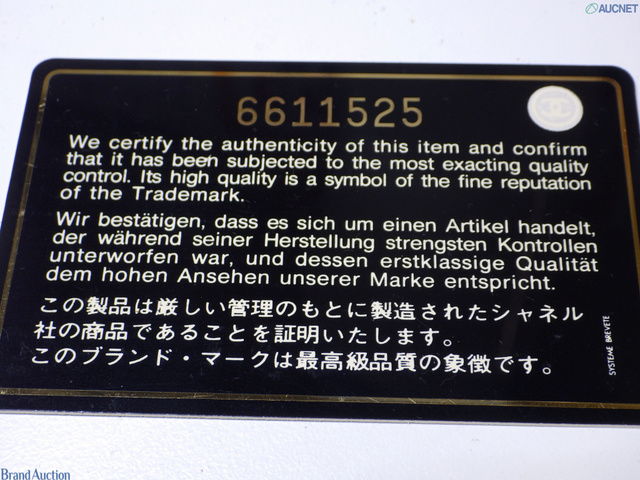 AUCNET
6611525
We certify the authenticity of this item and confirm
that it has been subjected to the most exacting quality
control. Its high quality is a symbol of the fine reputation
of the Trademark.
Wir bestätigen, dass es sich um einen Artikel handelt,
der während seiner Herstellung strengsten Kontrollen
unterworfen war, und dessen erstklassige Qualität
dem hohen Ansehen unserer Marke entspricht.
この製品は厳しい管理のもとに製造されたシャネル
社の商品であることを証明いたします。
このブランド・マークは最高級品質の象徴です。
SYSTEME BREVETE
Brand Auction